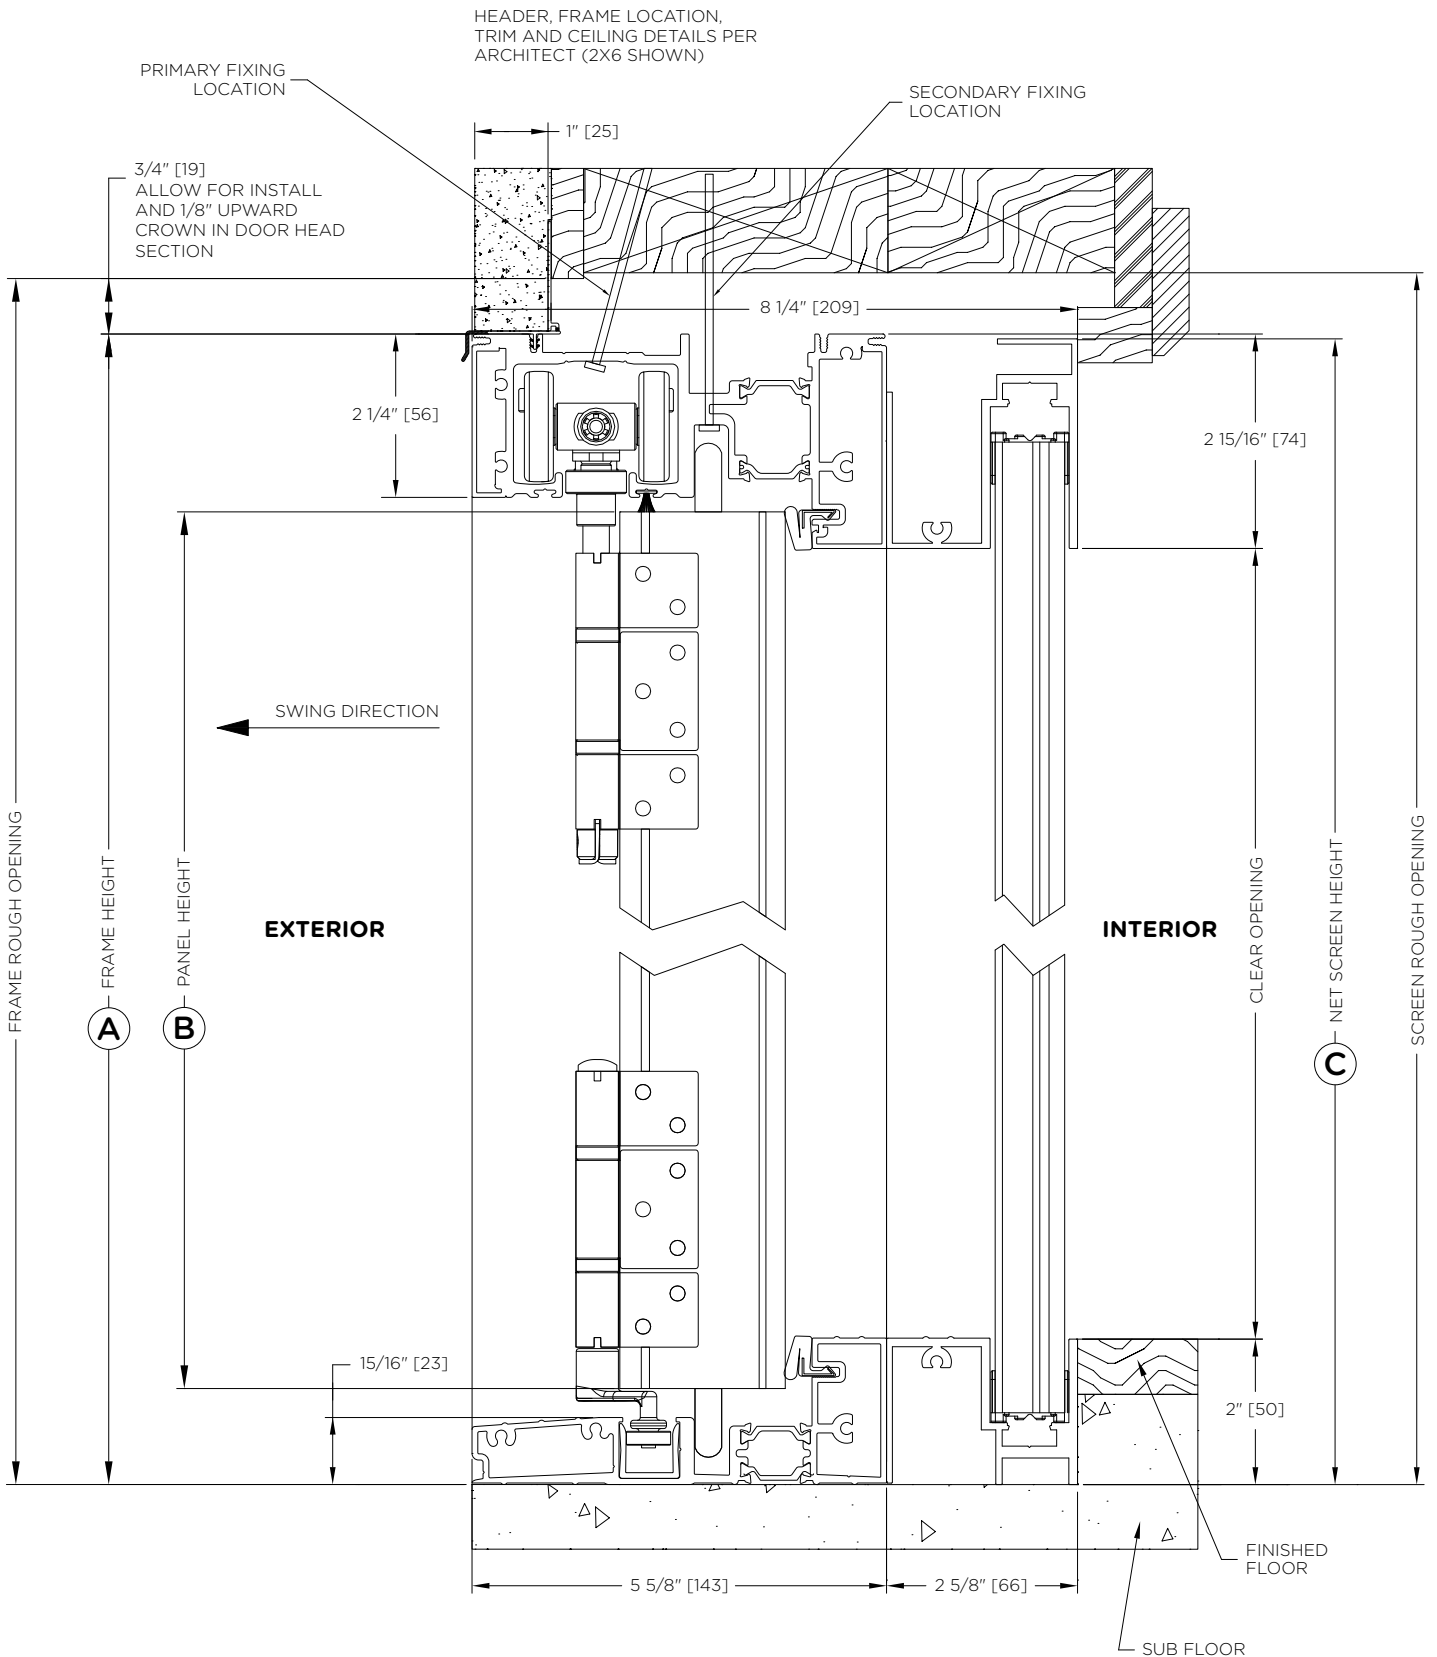 HEADER, FRAME LOCATION,
TRIM AND CEILING DETAILS PER
ARCHITECT (2X6 SHOWN)
PRIMARY FIXING
LOCATION
SECONDARY FIXING
LOCATION
1" [25]
3/4" [19]
ALLOW FOR INSTALL
AND 1/8" UPWARD
CROWN IN DOOR HEAD
SECTION
8 1/4" [209]
2 1/4" [56]
2 15/16" [74]
SWING DIRECTION
FRAME ROUGH OPENING
FRAME HEIGHT
A
PANEL HEIGHT
B
EXTERIOR
INTERIOR
CLEAR OPENING
NET SCREEN HEIGHT
C
SCREEN ROUGH OPENING
15/16" [23]
2" [50]
FINISHED
FLOOR
5 5/8" [143]
2 5/8" [66]
SUB FLOOR